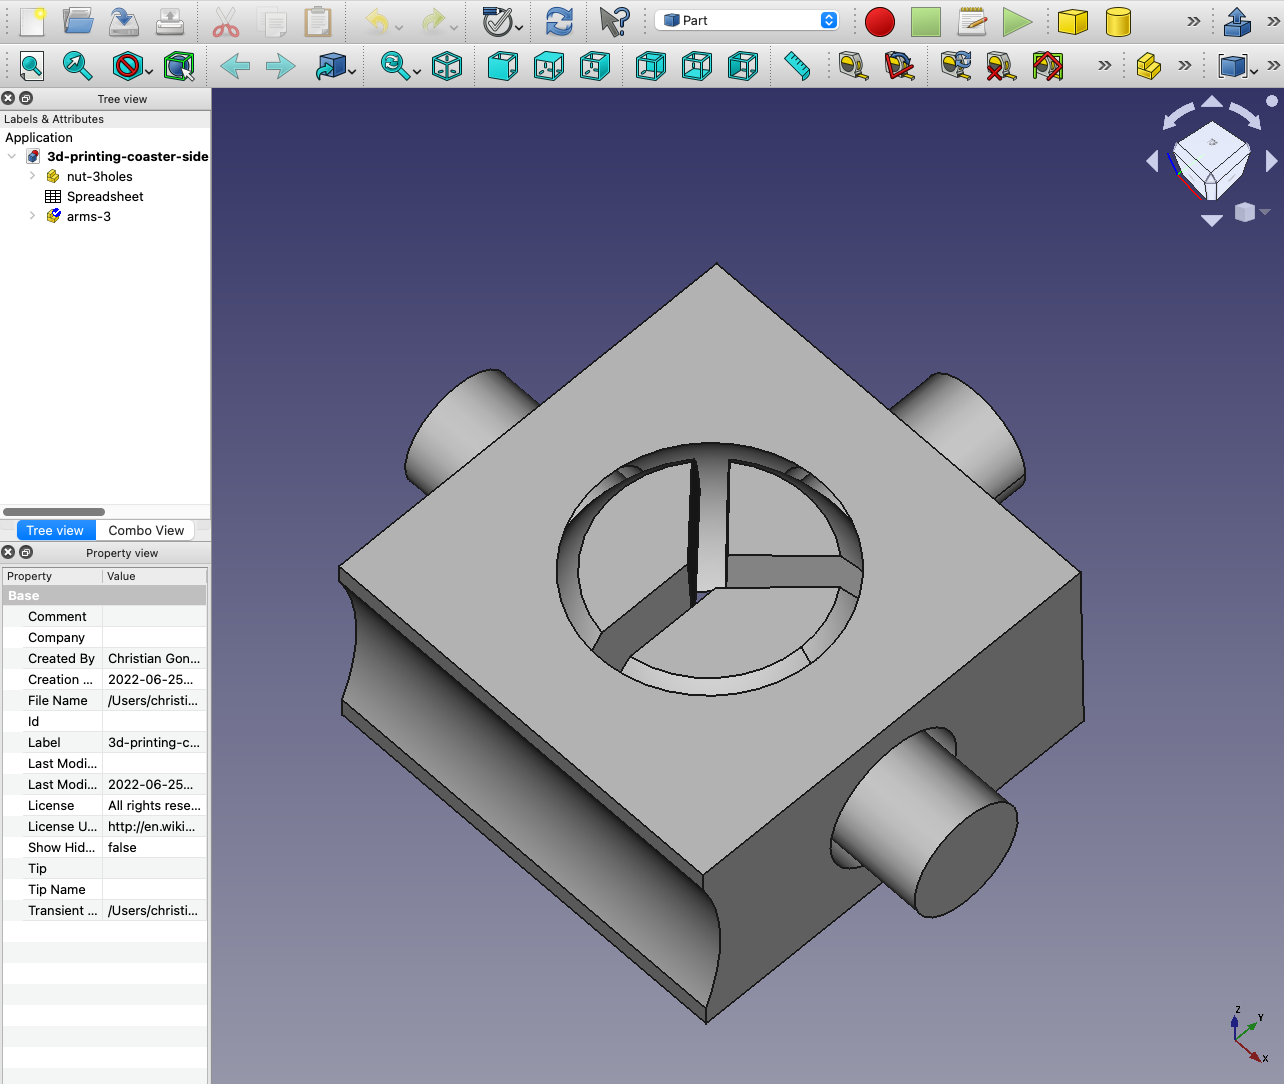 Part
Tree view
Labels & Attributes
Application
3d-printing-coaster-side
nut-3holes
Spreadsheet
arms-3
Tree view
Combo View
Property view
Property Value
Base
Comment
Company
Created By Christian Gon...
Creation ... 2022-06-25...
File Name /Users/christi...
Id
Label 3d-printing-c...
Last Modi...
Last Modi... 2022-06-25...
License All rights rese...
License U... http://en.wiki...
Show Hid... false
Tip
Tip Name
Transient ... /Users/christi...
Z
Y
X